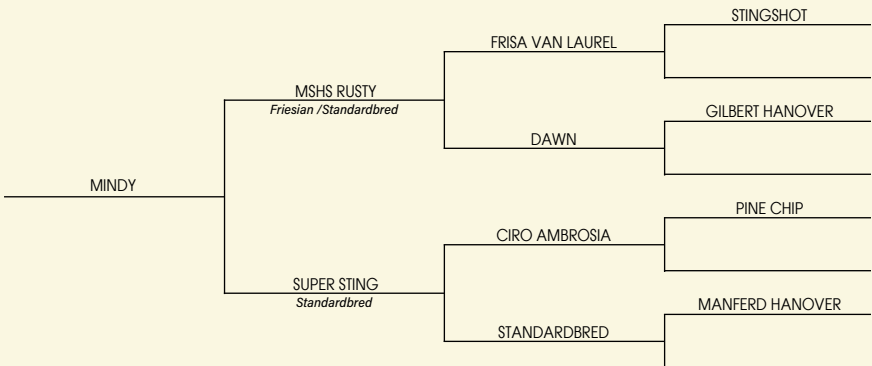 STINGSHOT
FRISA VAN LAUREL
MSHS RUSTY
Friesian /Standardbred
GILBERT HANOVER
DAWN
MINDY
PINE CHIP
CIRO AMBROSIA
SUPER STING
Standardbred
MANFERD HANOVER
STANDARDBRED